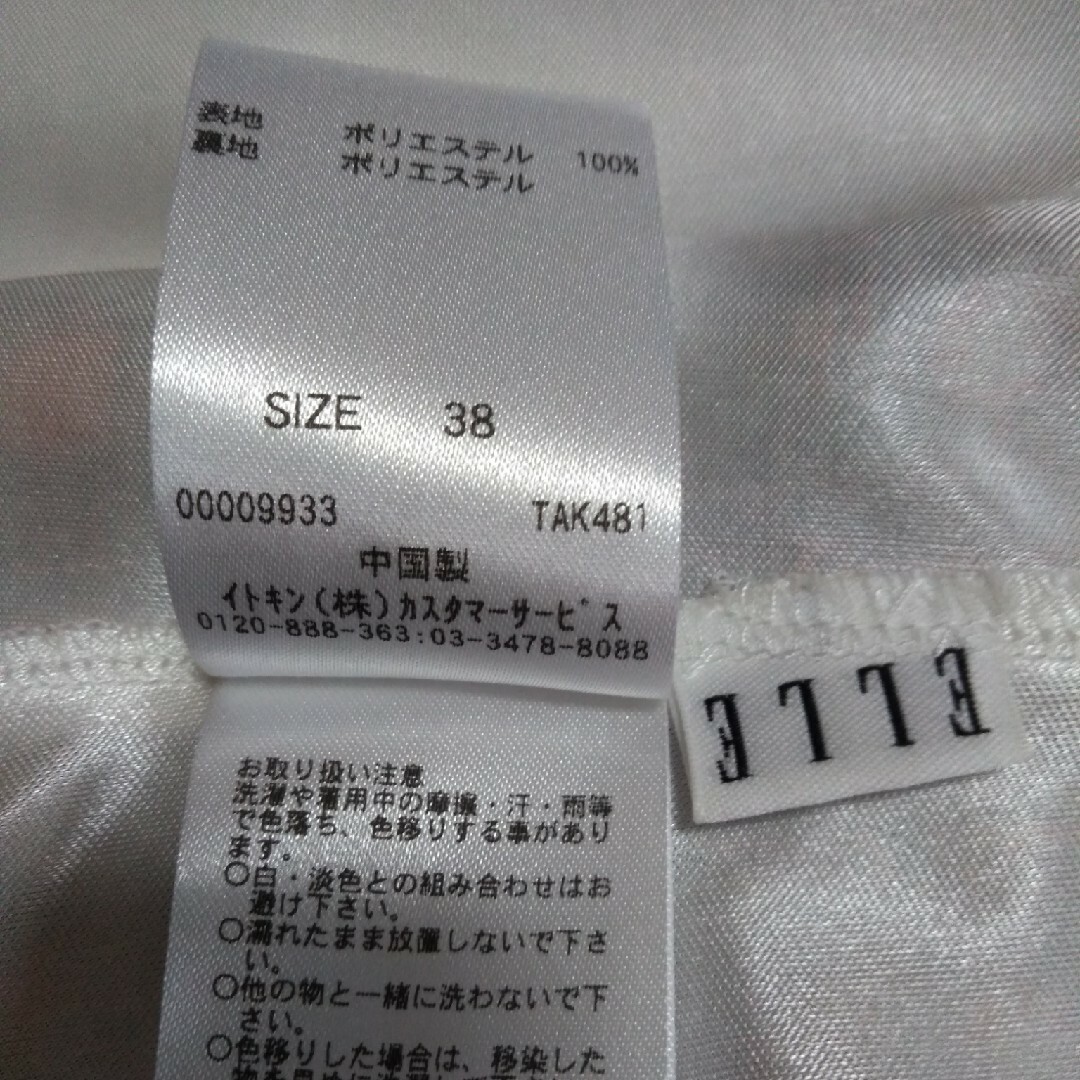 表地 ポリエステル 100%
裏地 ポリエステル
SIZE 38
00009933 TAK481
中国製
イトキン(株)カスタマーサービス
0120-888-363:03-3478-8088
ELLE
お取り扱い注意
洗濯や着用中の摩擦・汗・雨等
で色落ち、色移りする事があり
ます。
○白・淡色との組み合わせはお
避け下さい。
○濡れたまま放置しないで下さ
い。
○他の物と一緒に洗わないで下
さい。
○色移りした場合は、移染した